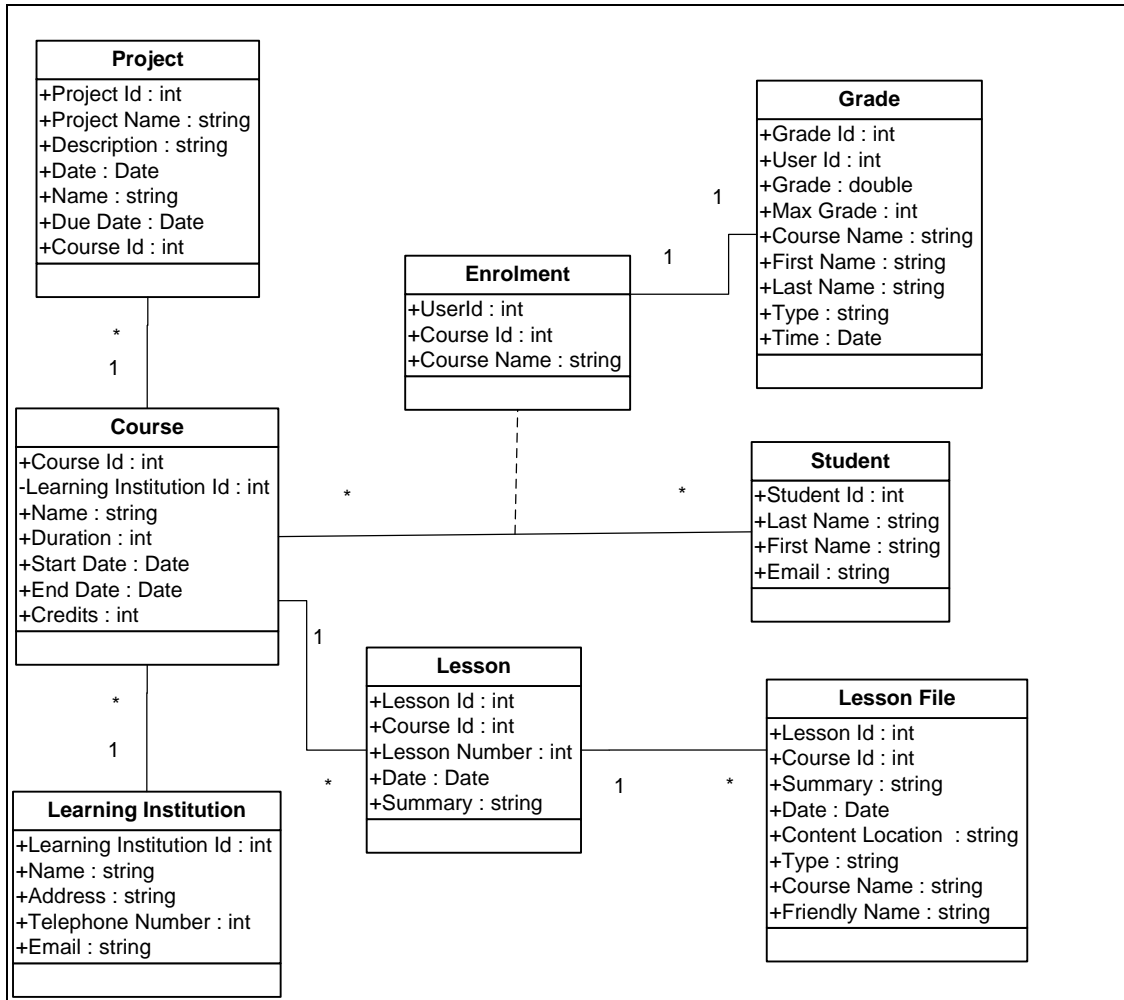 Project
+Project Id : int
+Project Name : string
+Description : string
+Date : Date
+Name : string
+Due Date : Date
+Course Id : int
Grade
+Grade Id : int
+User Id : int
+Grade : double
+Max Grade : int
+Course Name : string
+First Name : string
+Last Name : string
+Type : string
+Time : Date
1
1
Enrolment
+UserId : int
+Course Id : int
+Course Name : string
*
1
Course
+Course Id : int
-Learning Institution Id : int
+Name : string
+Duration : int
+Start Date : Date
+End Date : Date
+Credits : int
*
*
Student
+Student Id : int
+Last Name : string
+First Name : string
+Email : string
1
*
Lesson
+Lesson Id : int
+Course Id : int
+Lesson Number : int
+Date : Date
+Summary : string
1
*
Lesson File
+Lesson Id : int
+Course Id : int
+Summary : string
+Date : Date
+Content Location : string
+Type : string
+Course Name : string
+Friendly Name : string
*
1
Learning Institution
+Learning Institution Id : int
+Name : string
+Address : string
+Telephone Number : int
+Email : string